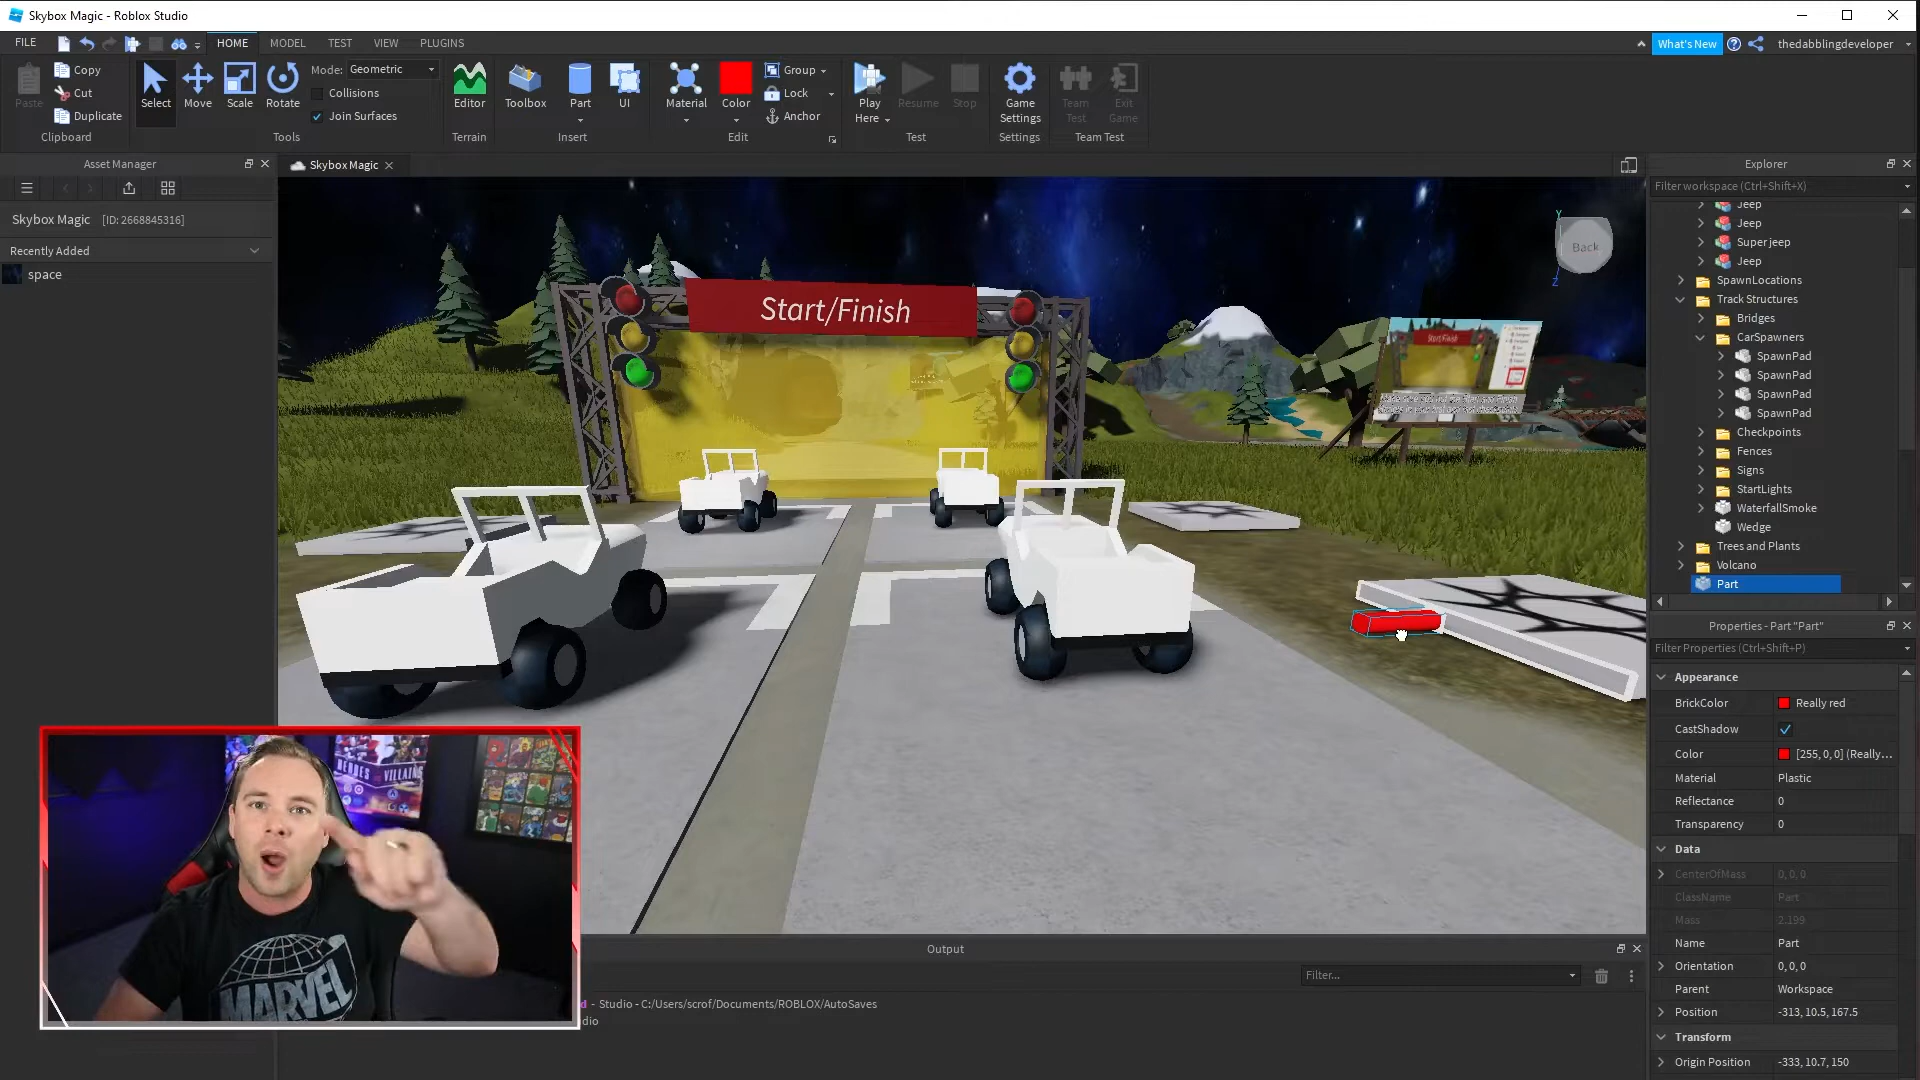 Skybox Magic - Roblox Studio
FILE
HOME
MODEL
TEST
VIEW
PLUGINS
What's New
thedabblingdeveloper
Paste
Copy
Cut
Duplicate
Clipboard
Select
Move
Scale
Rotate
Mode: Geometric
Collisions
Join Surfaces
Tools
Editor
Terrain
Toolbox
Part
UI
Insert
Material
Color
Group
Lock
Anchor
Edit
Play
Here
Resume
Stop
Test
Game
Settings
Settings
Team
Test
Exit
Game
Team Test
Asset Manager
Skybox Magic [ID: 2668845316]
Recently Added
space
Skybox Magic
Start/Finish
Back
Y
Z
HEROES
VILLAINS
MARVEL
Output
Filter...
d - Studio - C:/Users/scrof/Documents/ROBLOX/AutoSaves
dio
Explorer
Filter workspace (Ctrl+Shift+X)
Jeep
Jeep
Super jeep
Jeep
SpawnLocations
Track Structures
Bridges
CarSpawners
SpawnPad
SpawnPad
SpawnPad
SpawnPad
Checkpoints
Fences
Signs
StartLights
WaterfallSmoke
Wedge
Trees and Plants
Volcano
Part
Properties - Part "Part"
Filter Properties (Ctrl+Shift+P)
Appearance
BrickColor Really red
CastShadow
Color [255, 0, 0] (Really...
Material Plastic
Reflectance 0
Transparency 0
Data
CenterOfMass 0, 0, 0
ClassName Part
Mass 2.199
Name Part
Orientation 0, 0, 0
Parent Workspace
Position -313, 10.5, 167.5
Transform
Origin Position -333, 10.7, 150